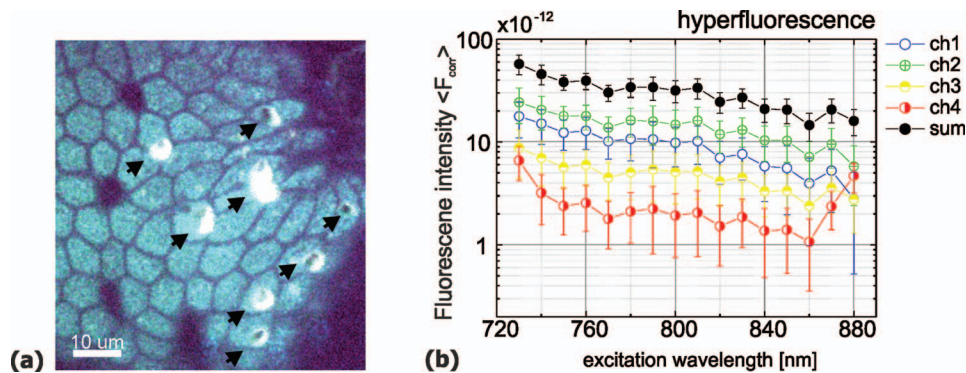 (a)
10 um
(b)
hyperfluorescence
x10-12
Fluorescene intensity <Fcorr>
100
10
1
720
760
800
840
880
excitation wavelength [nm]
ch1
ch2
ch3
ch4
sum